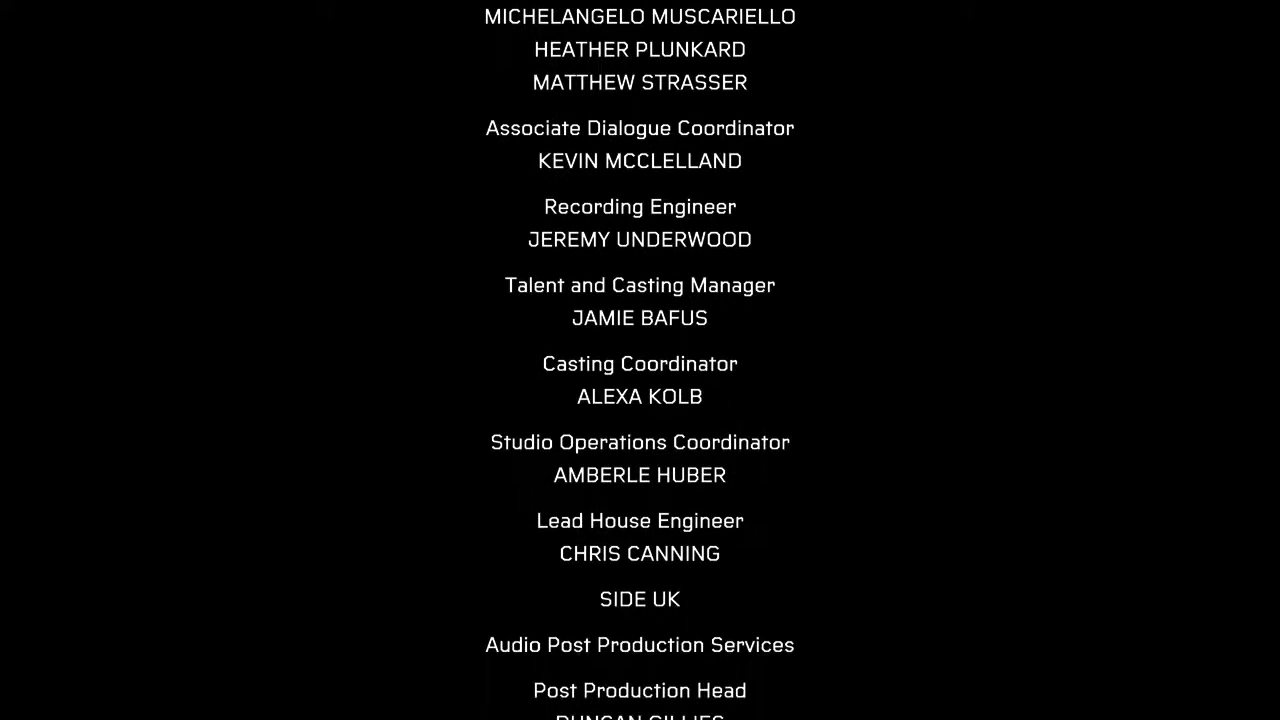 MICHELANGELO MUSCARIELLO
HEATHER PLUNKARD
MATTHEW STRASSER
Associate Dialogue Coordinator
KEVIN MCCLELLAND
Recording Engineer
JEREMY UNDERWOOD
Talent and Casting Manager
JAMIE BAFUS
Casting Coordinator
ALEXA KOLB
Studio Operations Coordinator
AMBERLE HUBER
Lead House Engineer
CHRIS CANNING
SIDE UK
Audio Post Production Services
Post Production Head
DUNCAN GILLIES